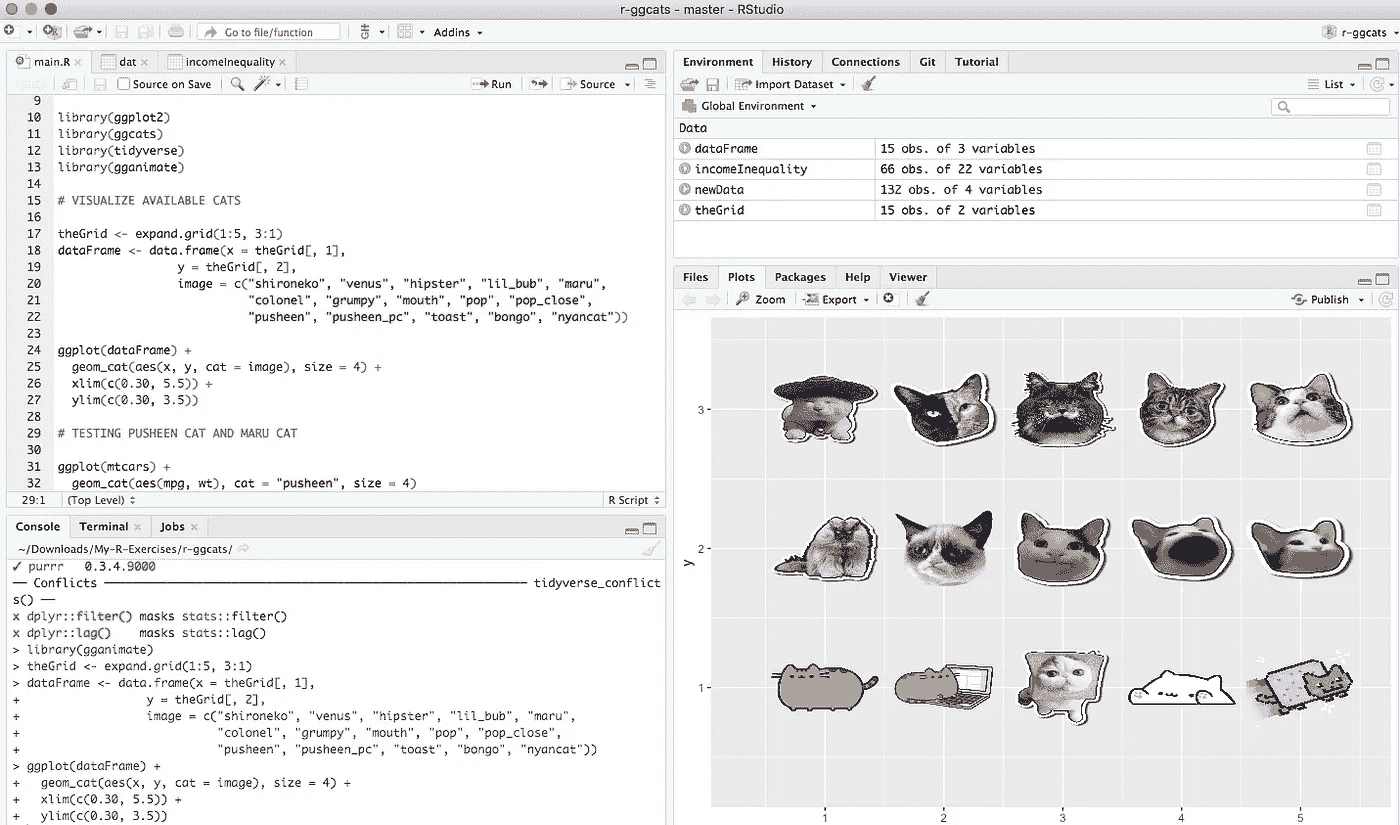 r-ggcats - master - RStudio
Go to file/function
Addins
r-ggcats
main.R
dat
incomeInequality
Source on Save
Run
Source
9
10 library(ggplot2)
11 library(ggcats)
12 library(tidyverse)
13 library(gganimate)
14
15 # VISUALIZE AVAILABLE CATS
16
17 theGrid <- expand.grid(1:5, 3:1)
18 dataFrame <- data.frame(x = theGrid[, 1],
19 y = theGrid[, 2],
20 image = c("shironeko", "venus", "hipster", "lil_bub", "maru",
21 "colonel", "grumpy", "mouth", "pop", "pop_close",
22 "pusheen", "pusheen_pc", "toast", "bongo", "nyancat"))
23
24 ggplot(dataFrame) +
25 geom_cat(aes(x, y, cat = image), size = 4) +
26 xlim(c(0.30, 5.5)) +
27 ylim(c(0.30, 3.5))
28
29 # TESTING PUSHEEN CAT AND MARU CAT
30
31 ggplot(mtcars) +
32 geom_cat(aes(mpg, wt), cat = "pusheen", size = 4)
29:1 (Top Level) R Script
Console Terminal Jobs
~/Downloads/My-R-Exercises/r-ggcats/
✓ purrr 0.3.4.9000
── Conflicts ────────── tidyverse_conflict
s() ──
x dplyr::filter() masks stats::filter()
x dplyr::lag() masks stats::lag()
> library(gganimate)
> theGrid <- expand.grid(1:5, 3:1)
> dataFrame <- data.frame(x = theGrid[, 1],
+ y = theGrid[, 2],
+ image = c("shironeko", "venus", "hipster", "lil_bub", "maru",
+ "colonel", "grumpy", "mouth", "pop", "pop_close",
+ "pusheen", "pusheen_pc", "toast", "bongo", "nyancat"))
> ggplot(dataFrame) +
+ geom_cat(aes(x, y, cat = image), size = 4) +
+ xlim(c(0.30, 5.5)) +
+ ylim(c(0.30, 3.5))
Environment History Connections Git Tutorial
Import Dataset
List
Global Environment
Data
dataFrame 15 obs. of 3 variables
incomeInequality 66 obs. of 22 variables
newData 132 obs. of 4 variables
theGrid 15 obs. of 2 variables
Files Plots Packages Help Viewer
Zoom Export Publish
3
2
y
1
1 2 3 4 5